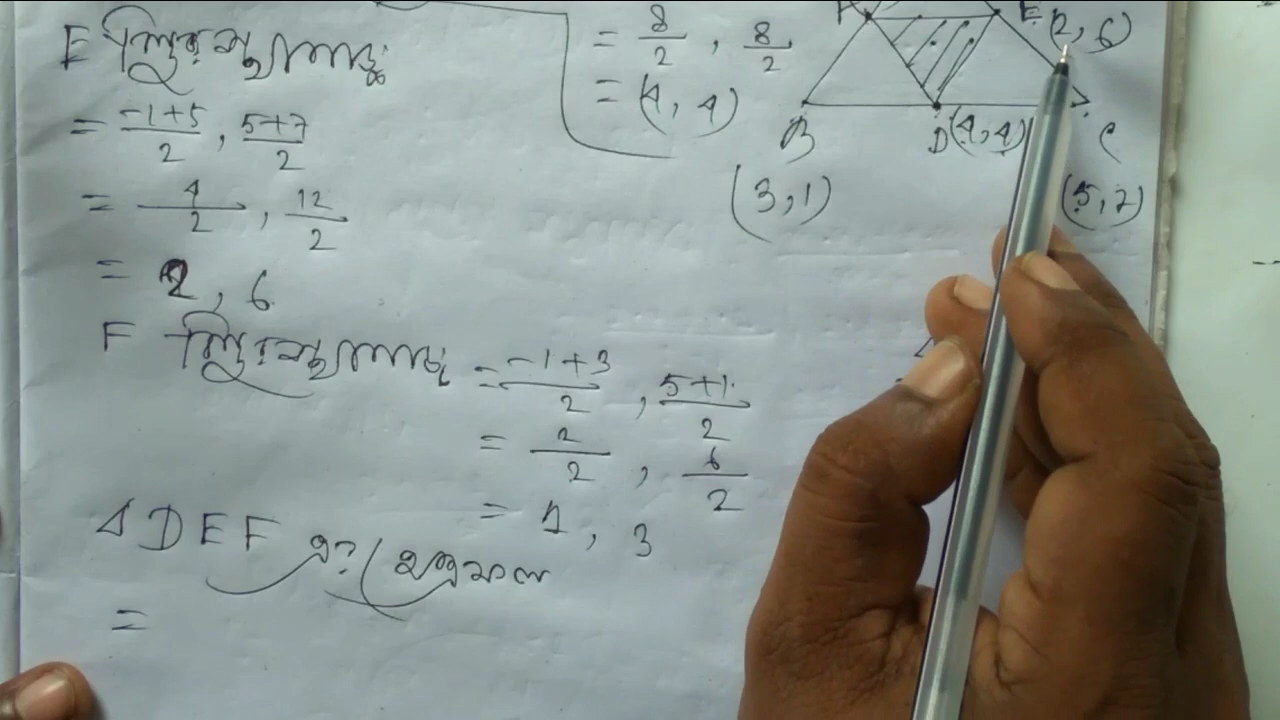 E বিন্দুর স্থানাঙ্ক
= -1+5/2 , 5+7/2
= 4/2 , 12/2
= 2, 6
F বিন্দুর স্থানাঙ্ক = -1+3/2 , 5+1/2
= 2/2 , 6/2
= 1, 3
Δ DEF এর ক্ষেত্রফল
=
= 8/2 , 8/2
= (4, 4)
E (2, 6)
B D(4,4) C
(3,1) (5,7)